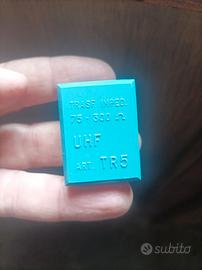 TRASF. IMPED.
75-300 Ω
UHF
ART. TR5
subito